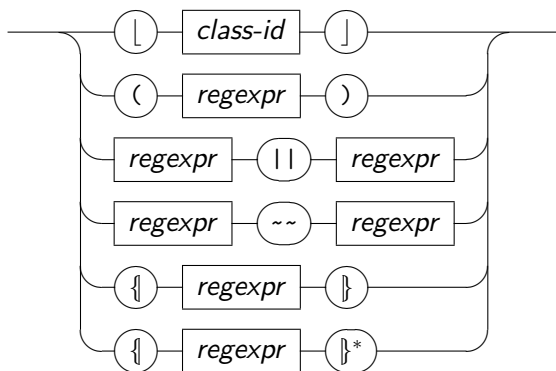 ⌊ class-id ⌋
( regexpr )
regexpr || regexpr
regexpr ~~ regexpr
{| regexpr |}
{| regexpr |}*